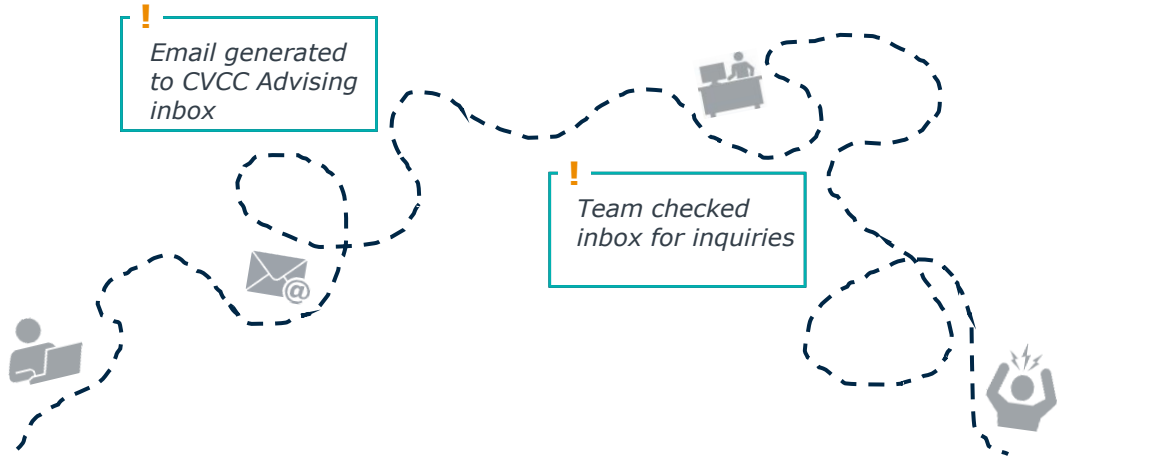 !
Email generated
to CVCC Advising
inbox
!
Team checked
inbox for inquiries
@